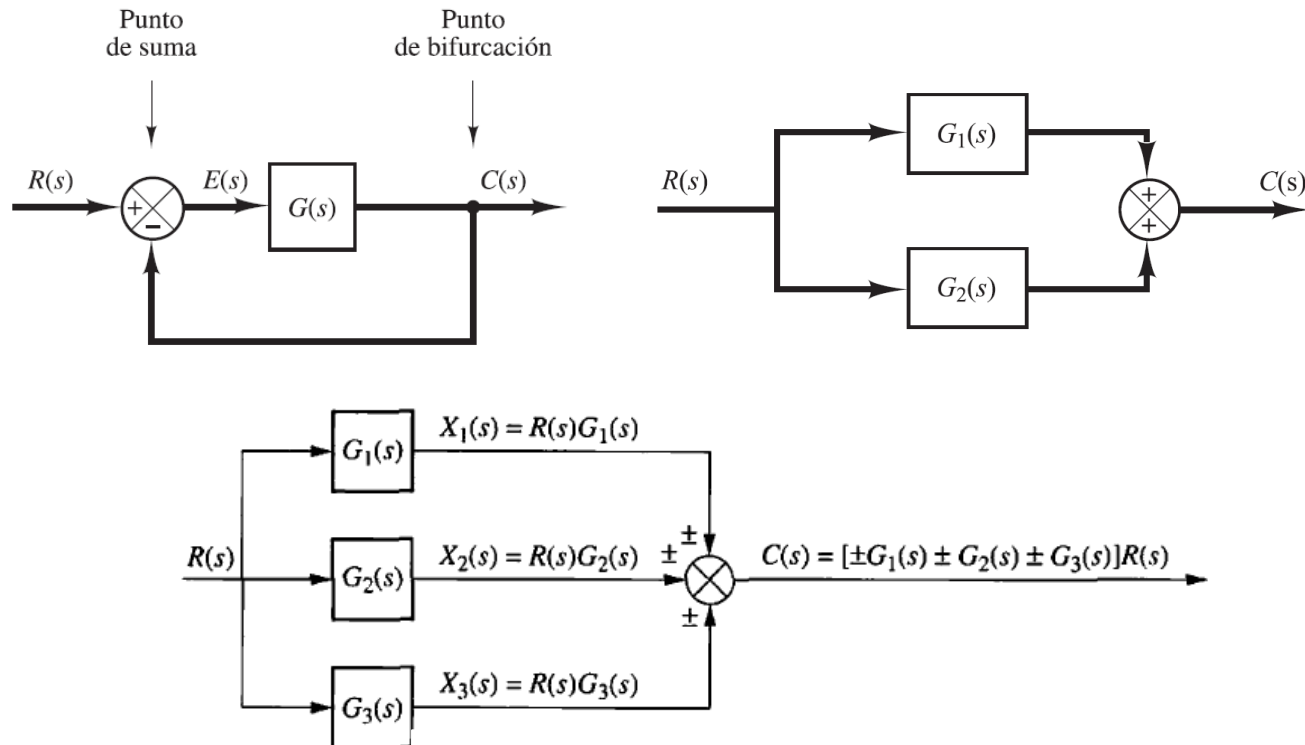 Punto
de suma
Punto
de bifurcación
R(s)
+
−
E(s)
G(s)
C(s)
R(s)
G₁(s)
G₂(s)
+
+
C(s)
R(s)
G₁(s)
X₁(s) = R(s)G₁(s)
G₂(s)
X₂(s) = R(s)G₂(s)
G₃(s)
X₃(s) = R(s)G₃(s)
±
±
±
C(s) = [±G₁(s) ± G₂(s) ± G₃(s)]R(s)